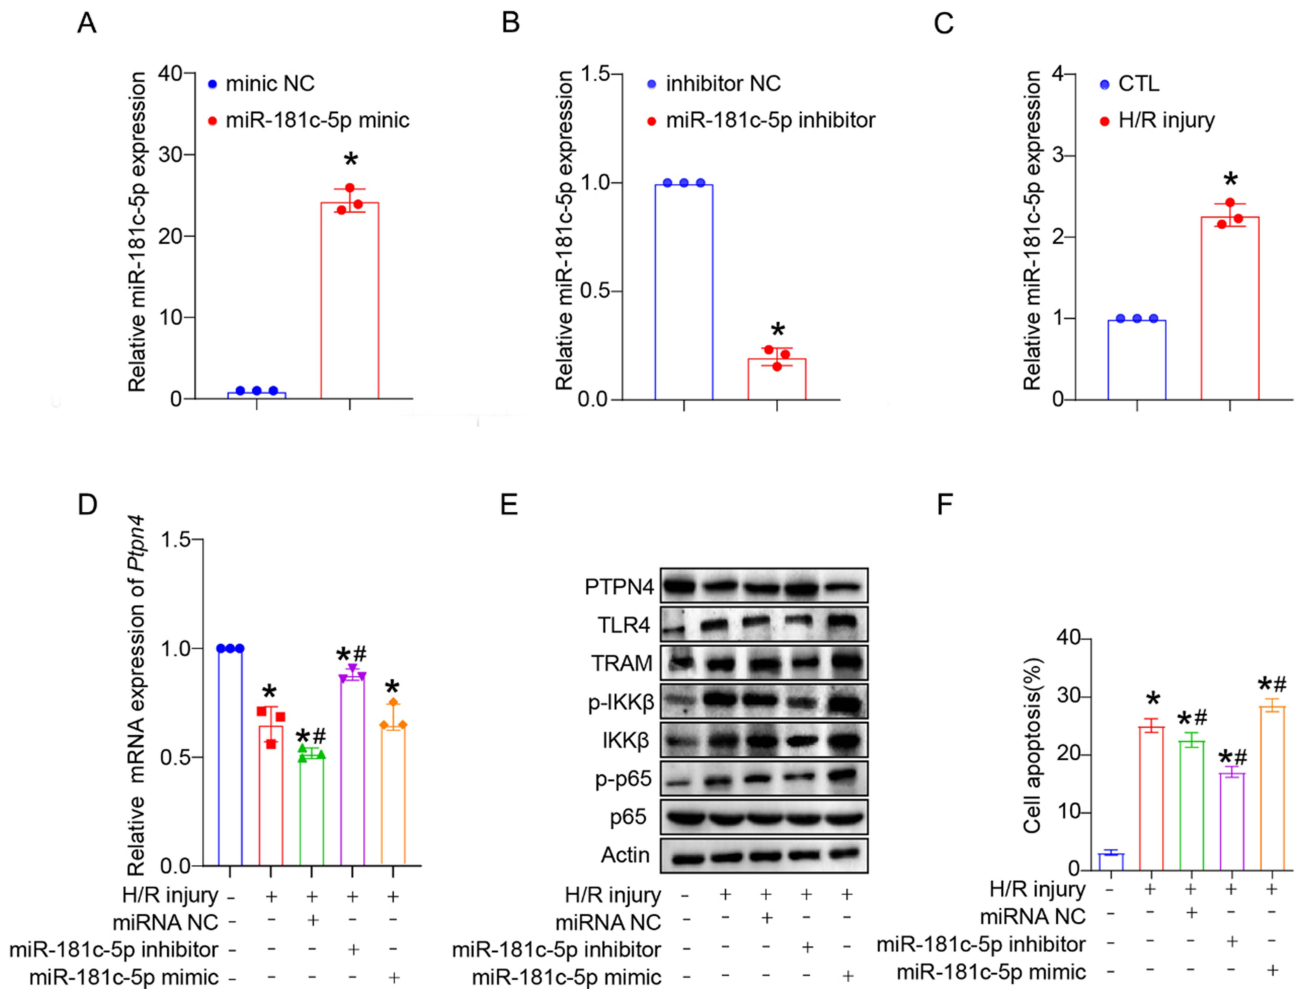 A
Relative miR-181c-5p expression
40
30
20
10
0
minic NC
miR-181c-5p minic
*
B
Relative miR-181c-5p expression
1.5
1.0
0.5
0.0
inhibitor NC
miR-181c-5p inhibitor
*
C
Relative miR-181c-5p expression
4
3
2
1
0
CTL
H/R injury
*
D
Relative mRNA expression of Ptpn4
1.5
1.0
0.5
0.0
* *# *# *
H/R injury - + + + +
miRNA NC - - + - -
miR-181c-5p inhibitor - - - + -
miR-181c-5p mimic - - - - +
E
PTPN4
TLR4
TRAM
p-IKKβ
IKKβ
p-p65
p65
Actin
H/R injury - + + + +
miRNA NC - - + - -
miR-181c-5p inhibitor - - - + -
miR-181c-5p mimic - - - - +
F
Cell apoptosis(%)
40
30
20
10
0
* *# *# *#
H/R injury - + + + +
miRNA NC - - + - -
miR-181c-5p inhibitor - - - + -
miR-181c-5p mimic - - - - +